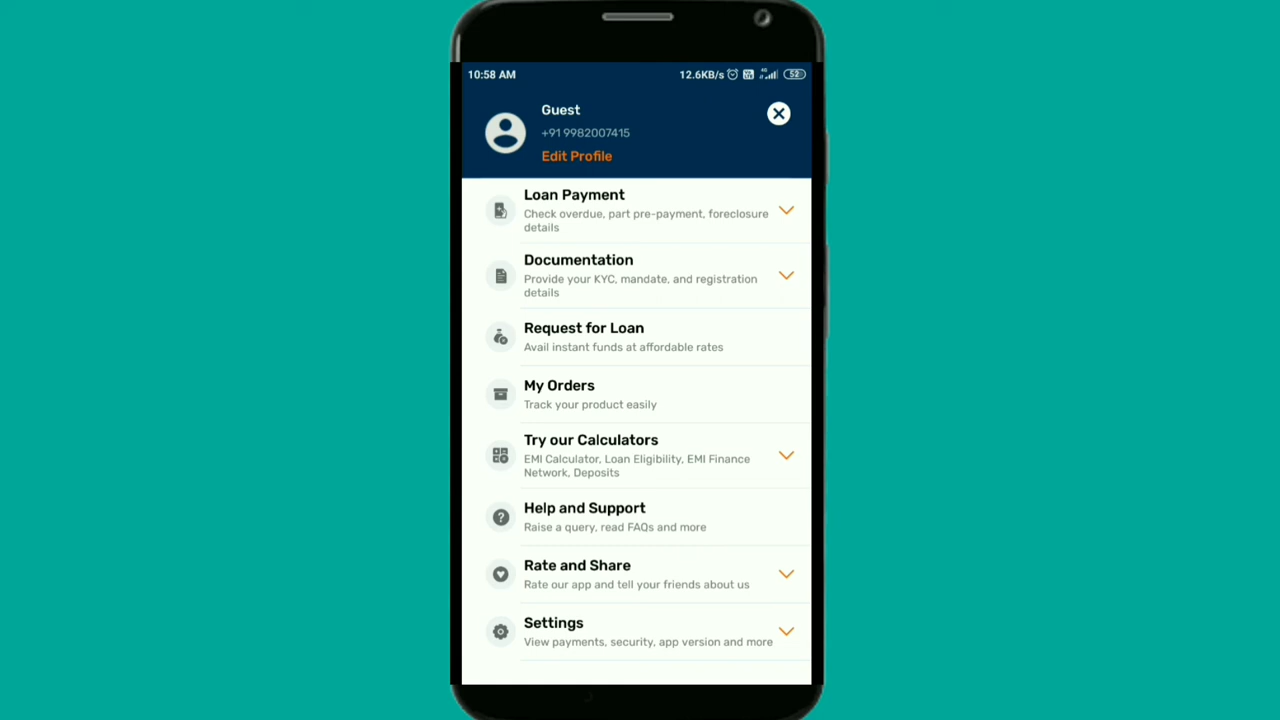 10:58 AM
12.6KB/s 4G 52
Guest
+91 9982007415
Edit Profile
Loan Payment
Check overdue, part pre-payment, foreclosure
details
Documentation
Provide your KYC, mandate, and registration
details
Request for Loan
Avail instant funds at affordable rates
My Orders
Track your product easily
Try our Calculators
EMI Calculator, Loan Eligibility, EMI Finance
Network, Deposits
Help and Support
Raise a query, read FAQs and more
Rate and Share
Rate our app and tell your friends about us
Settings
View payments, security, app version and more